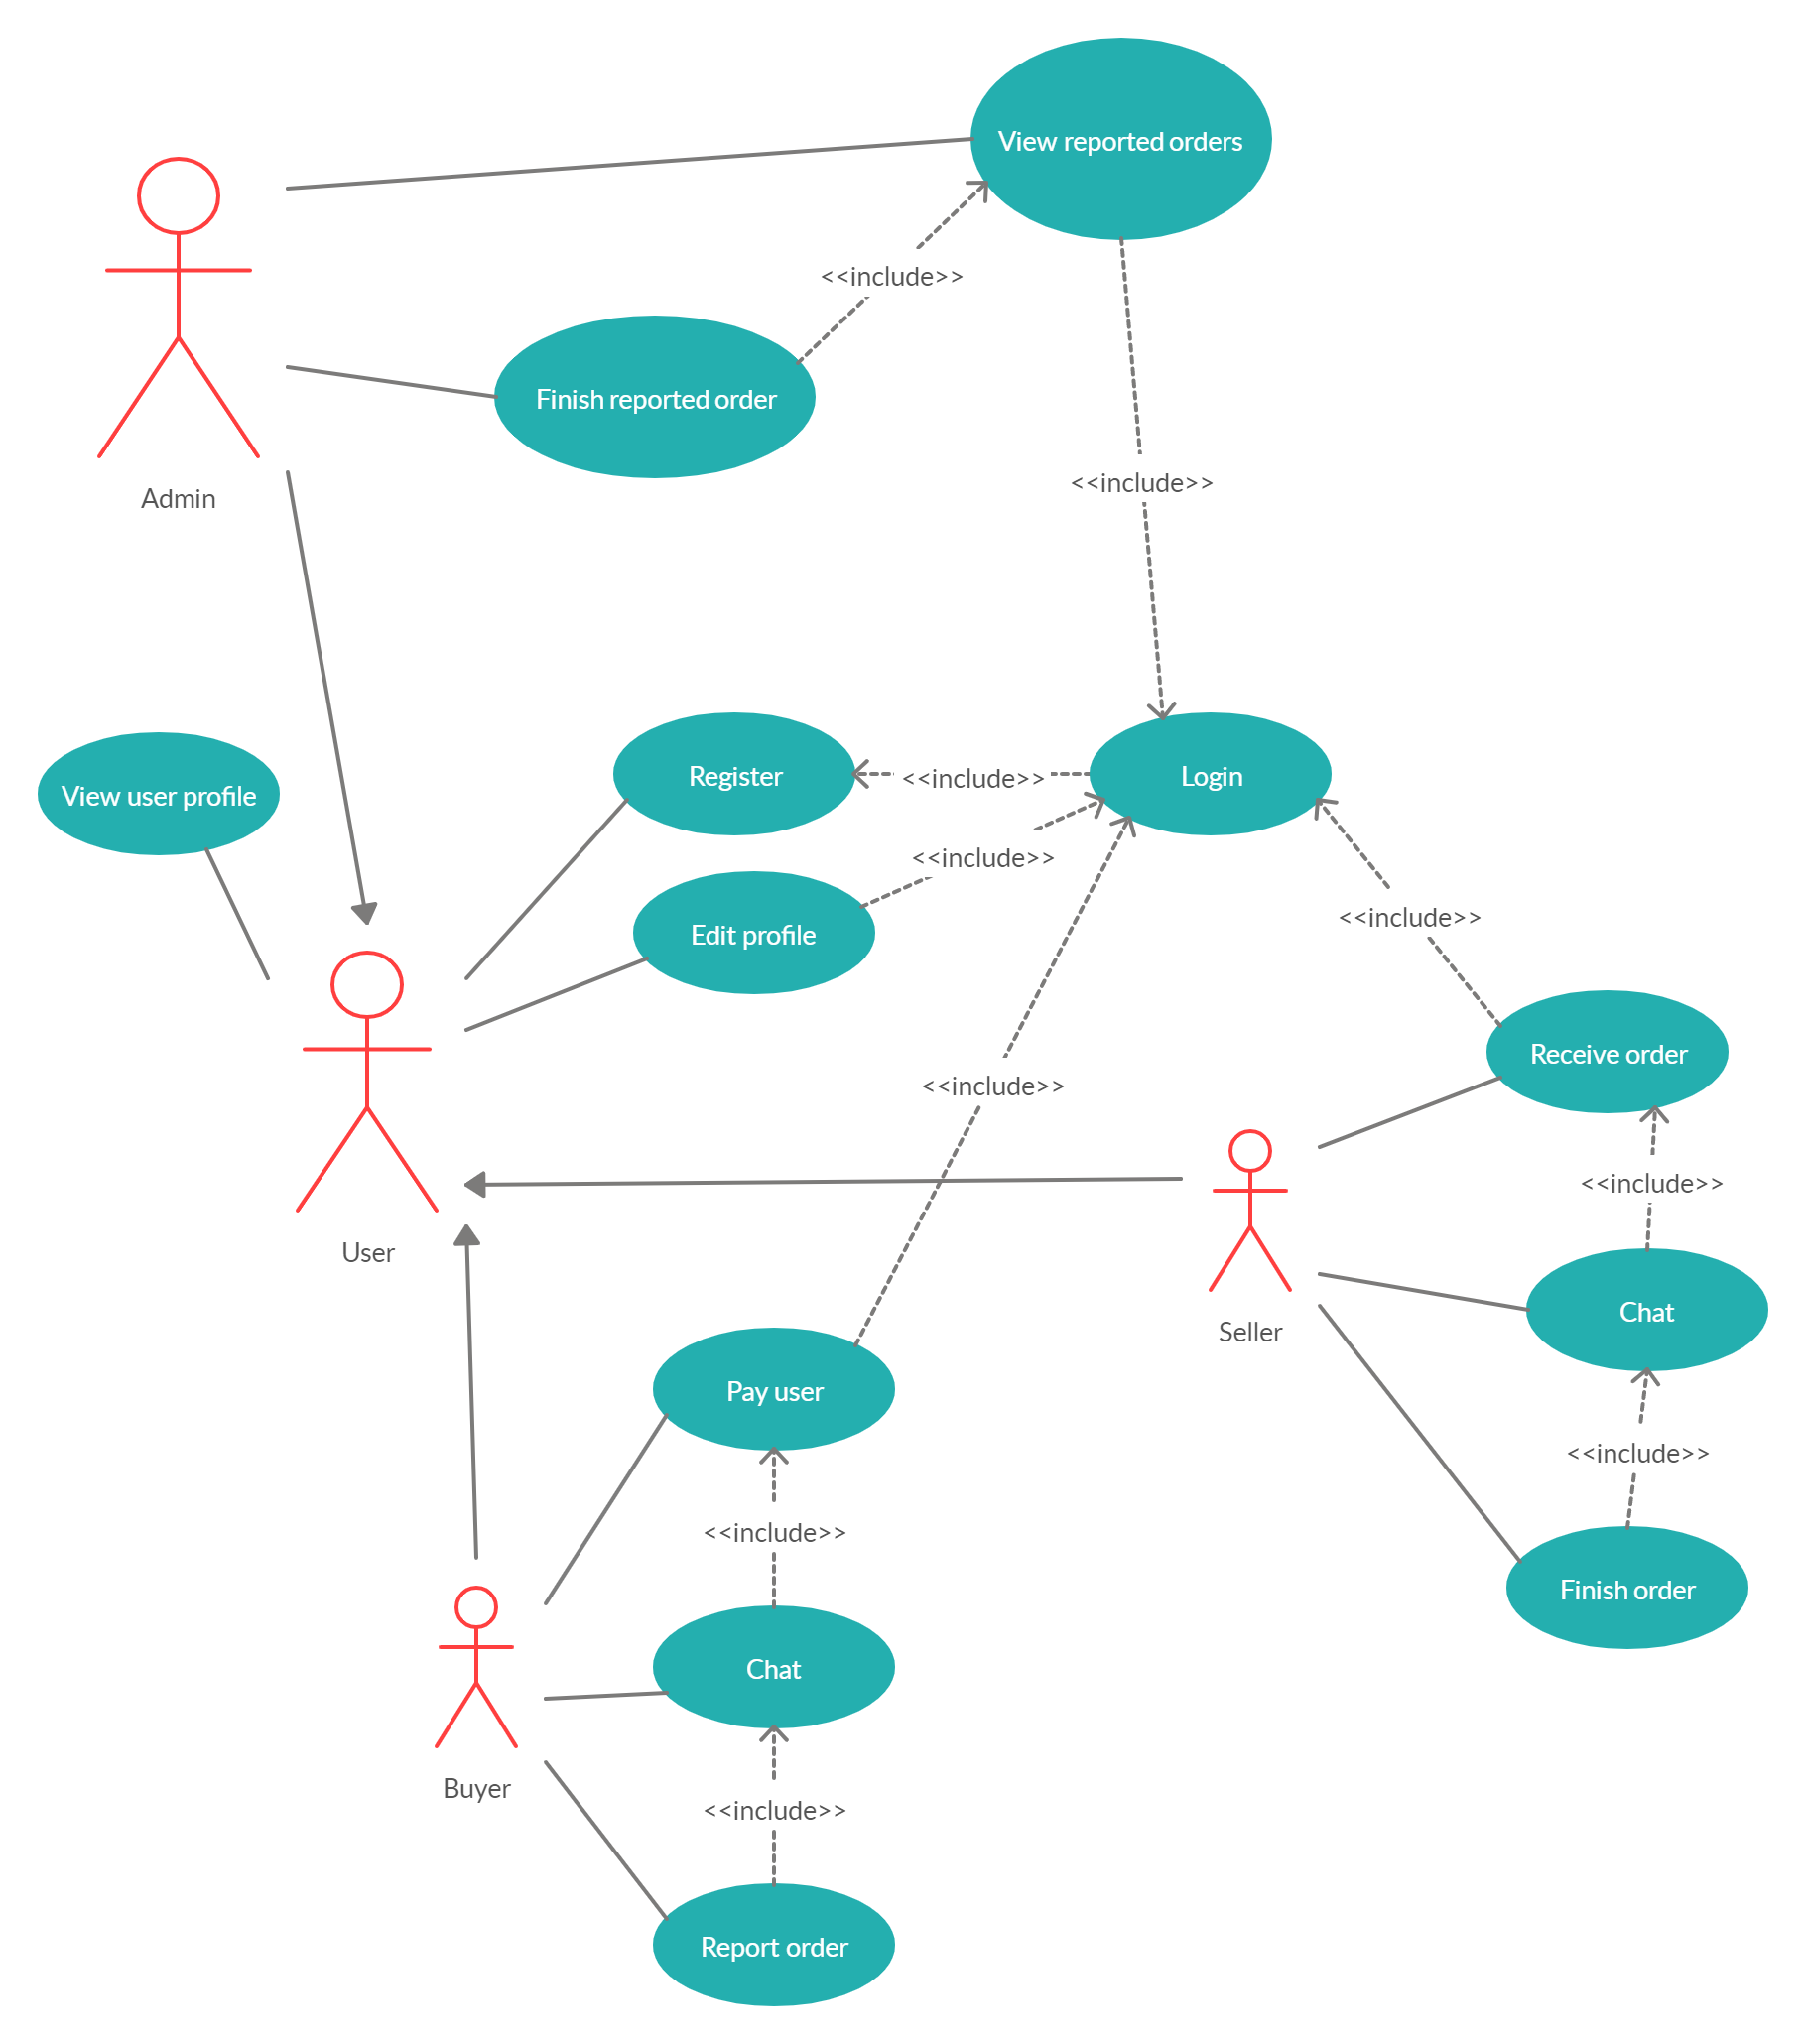 View reported orders
<<include>>
Finish reported order
<<include>>
Admin
Register
<<include>>
Login
View user profile
<<include>>
Edit profile
<<include>>
Receive order
<<include>>
<<include>>
User
Seller
Chat
Pay user
<<include>>
<<include>>
Finish order
Chat
Buyer
<<include>>
Report order